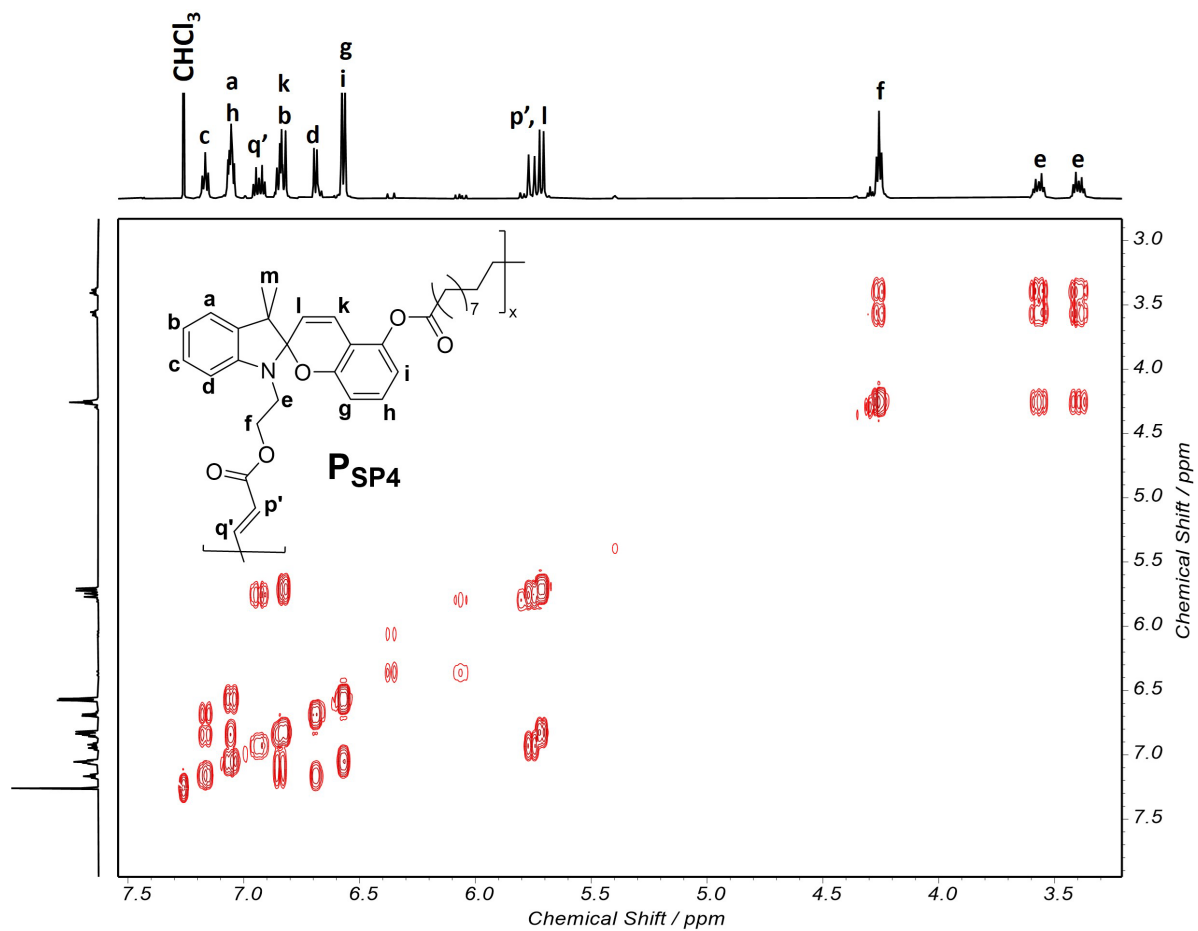 CHCl3
g
a
k
i
f
h
b
p', l
c
q'
d
e
e
3.0
3.5
4.0
4.5
5.0
5.5
6.0
6.5
7.0
7.5
Chemical Shift / ppm
m
a
l
k
b
7
x
O
c
O
N
O
i
d
e
g
h
f
O
PSP4
O
p'
q'
7.5 7.0 6.5 6.0 5.5 5.0 4.5 4.0 3.5
Chemical Shift / ppm